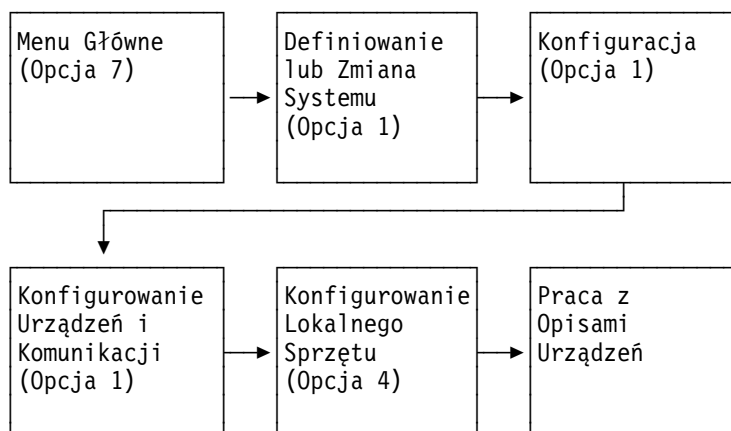 Menu Główne
(Opcja 7)
Definiowanie
lub Zmiana
Systemu
(Opcja 1)
Konfiguracja
(Opcja 1)
Konfigurowanie
Urządzeń i
Komunikacji
(Opcja 1)
Konfigurowanie
Lokalnego
Sprzętu
(Opcja 4)
Praca z
Opisami
Urządzeń